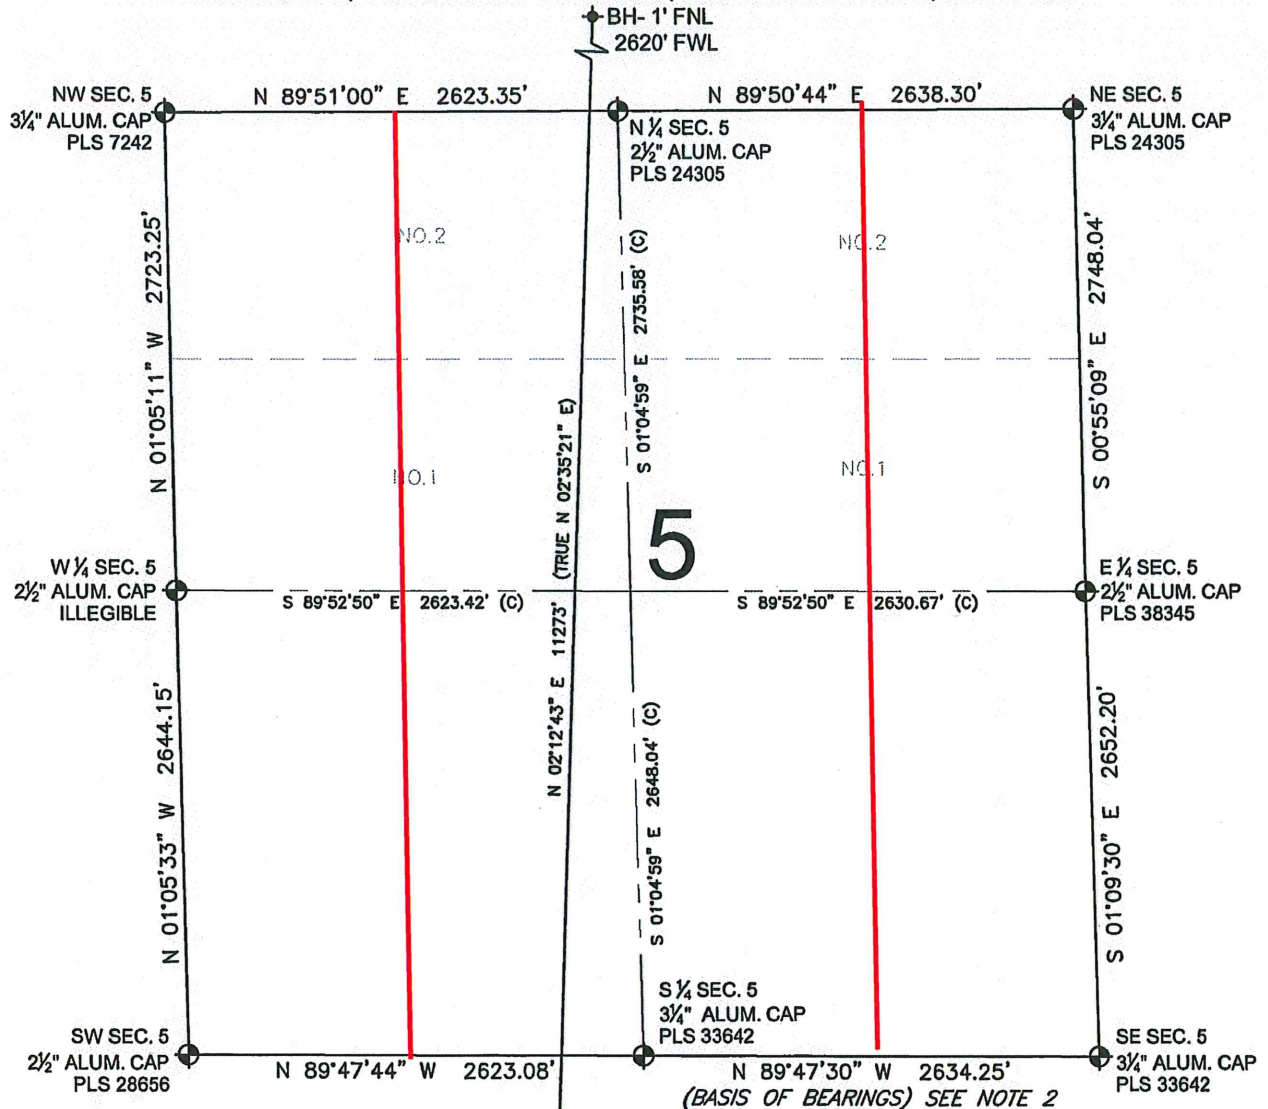 BH- 1' FNL
2620' FWL
NW SEC. 5
3¼" ALUM. CAP
PLS 7242
N 89°51'00" E 2623.35'
N ¼ SEC. 5
2½" ALUM. CAP
PLS 24305
N 89°50'44" E 2638.30'
NE SEC. 5
3¼" ALUM. CAP
PLS 24305
N 01°05'11" W 2723.25'
NO.2
S 01°04'59" E 2735.58' (C)
NO.2
S 00°55'09" E 2748.04'
NO.1
NO.1
5
W ¼ SEC. 5
2½" ALUM. CAP
ILLEGIBLE
S 89°52'50" E 2623.42' (C)
N 02°12'43" E 11273' (TRUE N 02°35'21" E)
S 89°52'50" E 2630.67' (C)
E ¼ SEC. 5
2½" ALUM. CAP
PLS 38345
N 01°05'33" W 2644.15'
S 01°04'59" E 2648.04' (C)
S 01°09'30" E 2652.20'
SW SEC. 5
2½" ALUM. CAP
PLS 28656
N 89°47'44" W 2623.08'
S ¼ SEC. 5
3¼" ALUM. CAP
PLS 33642
N 89°47'30" W 2634.25'
(BASIS OF BEARINGS) SEE NOTE 2
SE SEC. 5
3¼" ALUM. CAP
PLS 33642